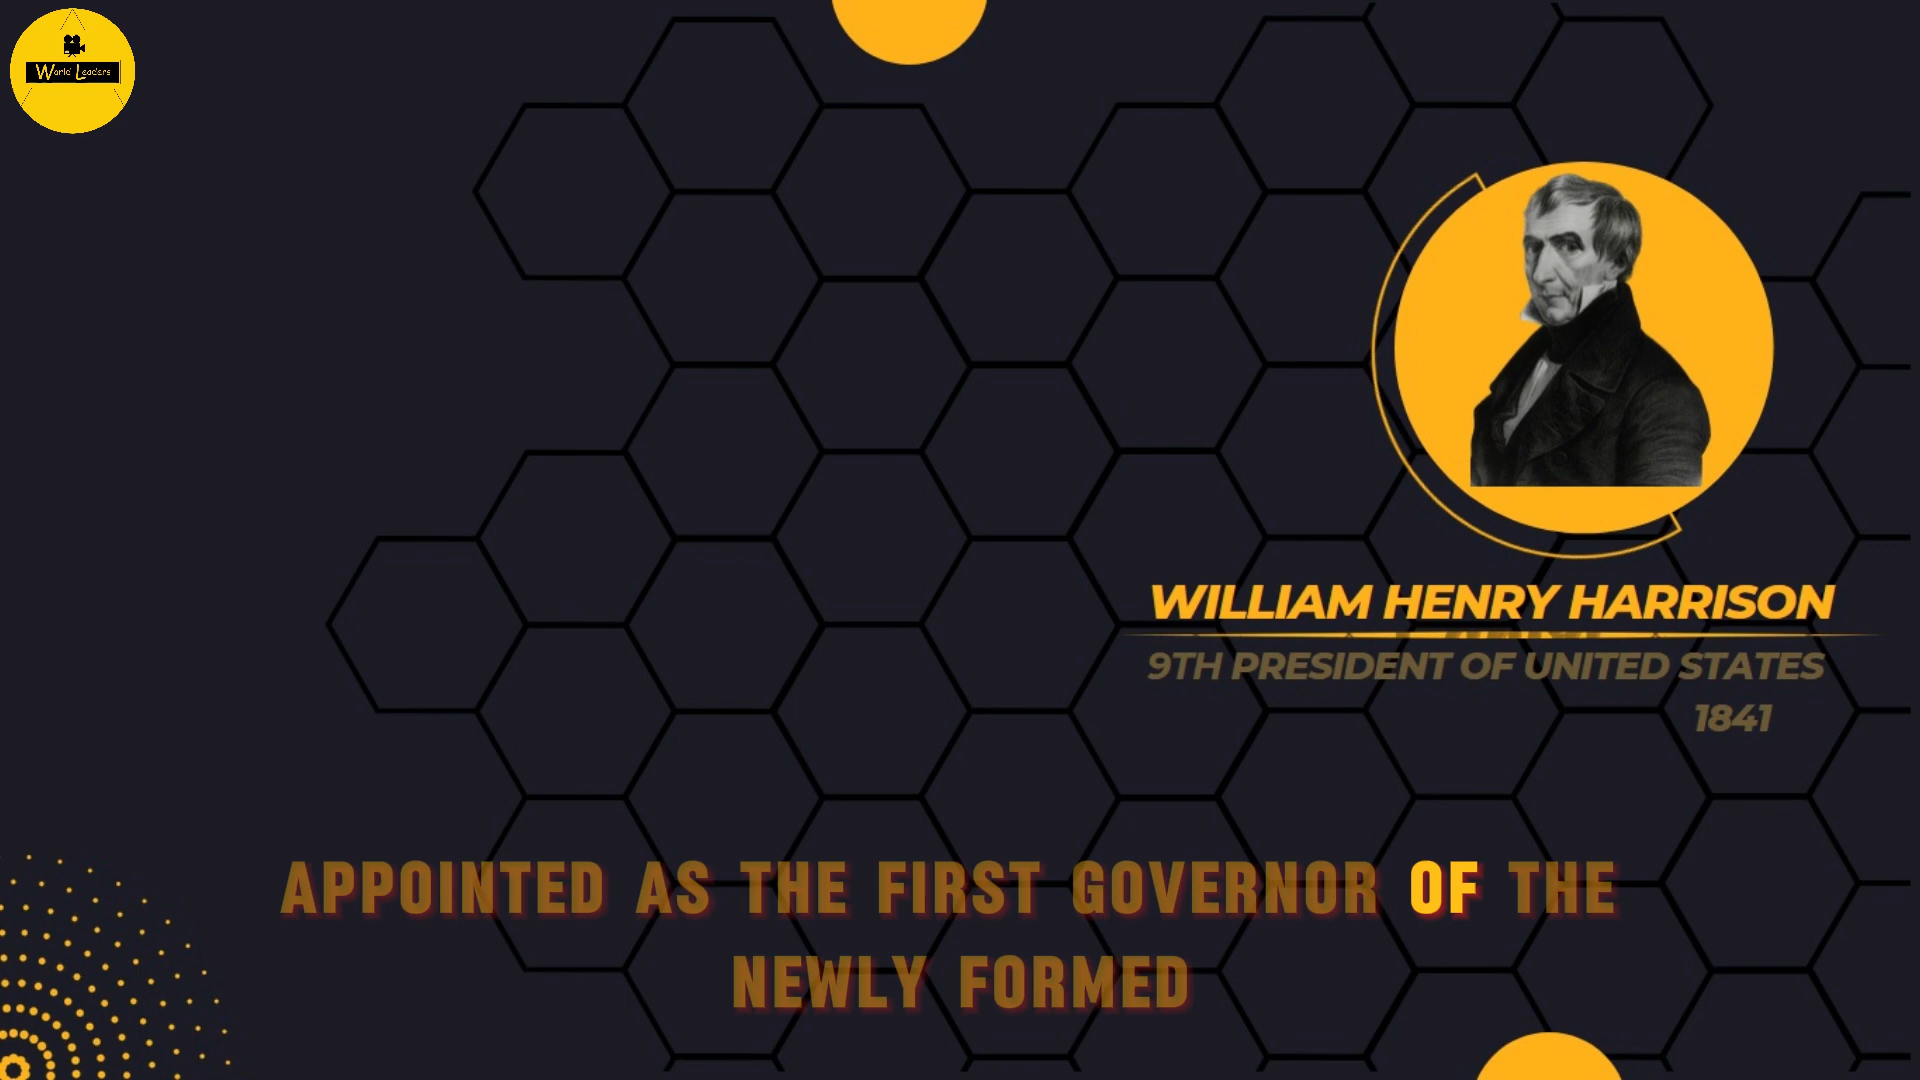 World Leaders
WILLIAM HENRY HARRISON
9TH PRESIDENT OF UNITED STATES
1841
APPOINTED AS THE FIRST GOVERNOR OF THE
NEWLY FORMED